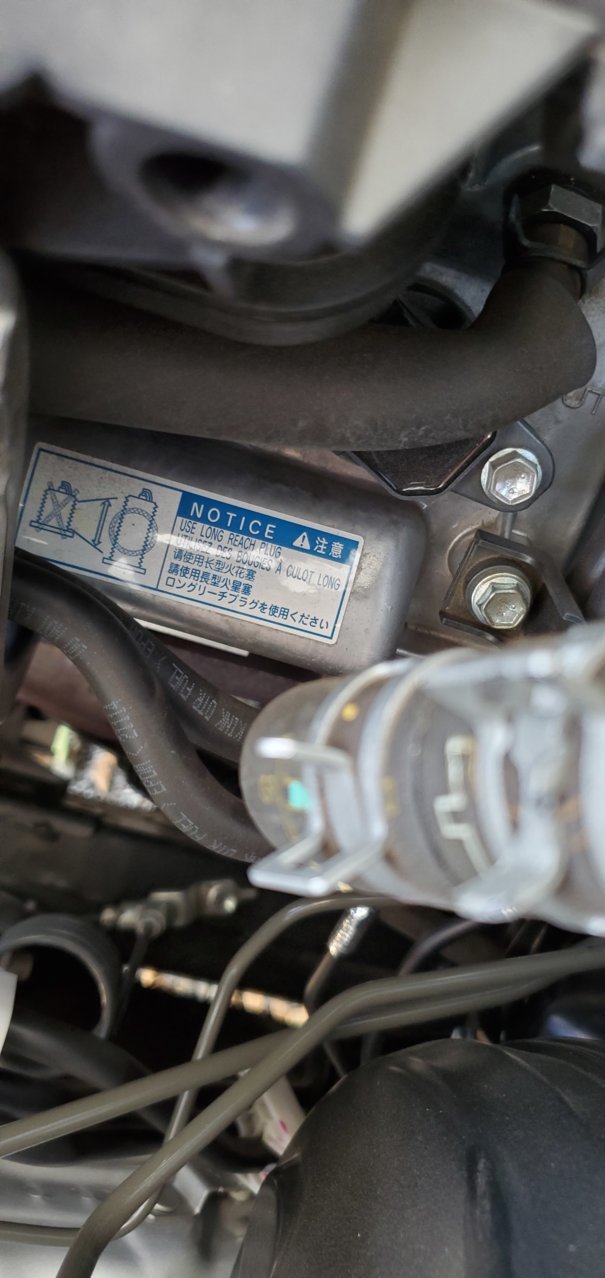 NOTICE
注意
USE LONG REACH PLUG
UTILISEZ DES BOUGIES A CULOT LONG
请使用长型火花塞
請使用長型火星塞
ロングリーチプラグを使用ください
FUEL